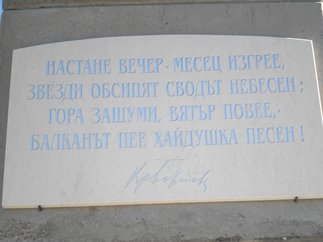 НАСТАНЕ ВЕЧЕР - МЕСЕЦ ИЗГРЕЕ,
ЗВЕЗДИ ОБСИПЯТ СВОДЪТ НЕБЕСЕН:
ГОРА ЗАШУМИ, ВЯТЪР ПОВЕЕ,-
БАЛКАНЪТ ПЕЕ ХАЙДУШКА ПЕСЕН!